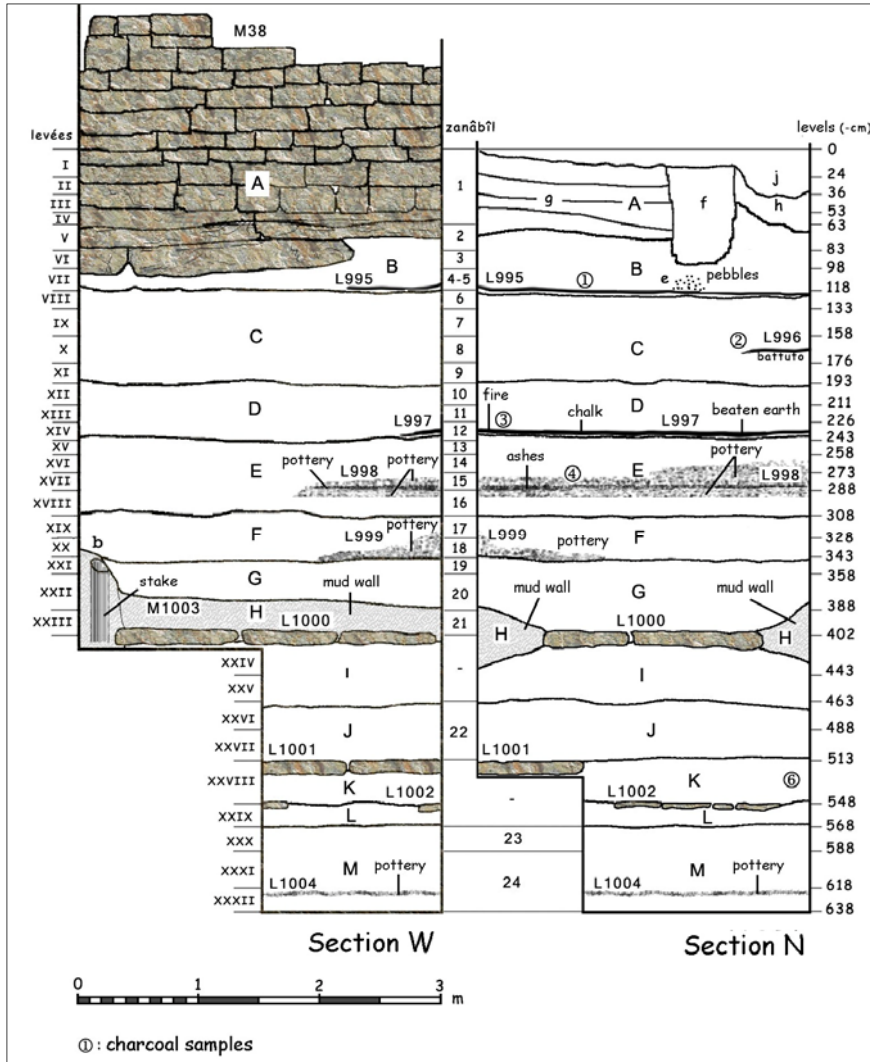 M38
levées
zanâbîl
levels (-cm)
I
II
III
IV
V
VI
VII
VIII
IX
X
XI
XII
XIII
XIV
XV
XVI
XVII
XVIII
XIX
XX
XXI
XXII
XXIII
XXIV
XXV
XXVI
XXVII
XXVIII
XXIX
XXX
XXXI
XXXII
A
B
L995
C
D
L997
E
pottery
L998
pottery
F
L999
pottery
b
G
stake
mud wall
M1003
H
L1000
I
J
L1001
K
L1002
L
M
pottery
L1004
1
2
3
4-5
6
7
8
9
10
11
12
13
14
15
16
17
18
19
20
21
-
22
-
23
24
j
g
A
f
h
B
L995
①
e
pebbles
②
L996
C
battuto
D
fire
③
chalk
L997
beaten earth
ashes
④
E
pottery
L998
F
pottery
G
mud wall
mud wall
H
L1000
H
I
J
L1001
K
⑥
L1002
L
M
pottery
L1004
0
24
36
53
63
83
98
118
133
158
176
193
211
226
243
258
273
288
308
328
343
358
388
402
443
463
488
513
548
568
588
618
638
Section W
Section N
0 1 2 3
m
① : charcoal samples